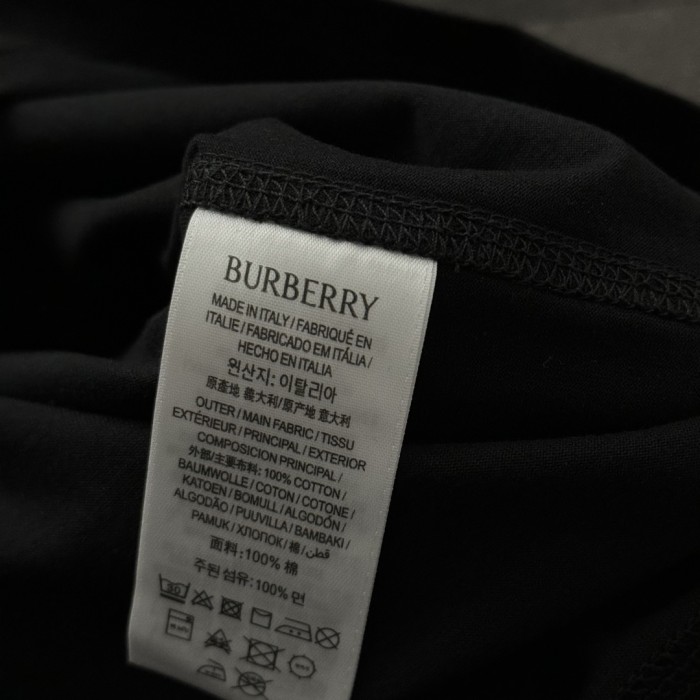 BURBERRY
MADE IN ITALY / FABRIQUÉ EN
ITALIE / FABRICADO EM ITÁLIA /
HECHO EN ITALIA
원산지: 이탈리아
原產地 義大利/原产地 意大利
OUTER / MAIN FABRIC / TISSU
EXTÉRIEUR / PRINCIPAL / EXTERIOR
COMPOSICION PRINCIPAL /
外部/主要布料: 100% COTTON /
BAUMWOLLE / COTON / COTONE /
KATOEN / BOMULL / ALGODÓN /
ALGODÃO / PUUVILLA / BAMBAKI /
PAMUK / ХЛОПОК / 棉 / قطن
面料:100% 棉
주된 섬유:100% 면
30